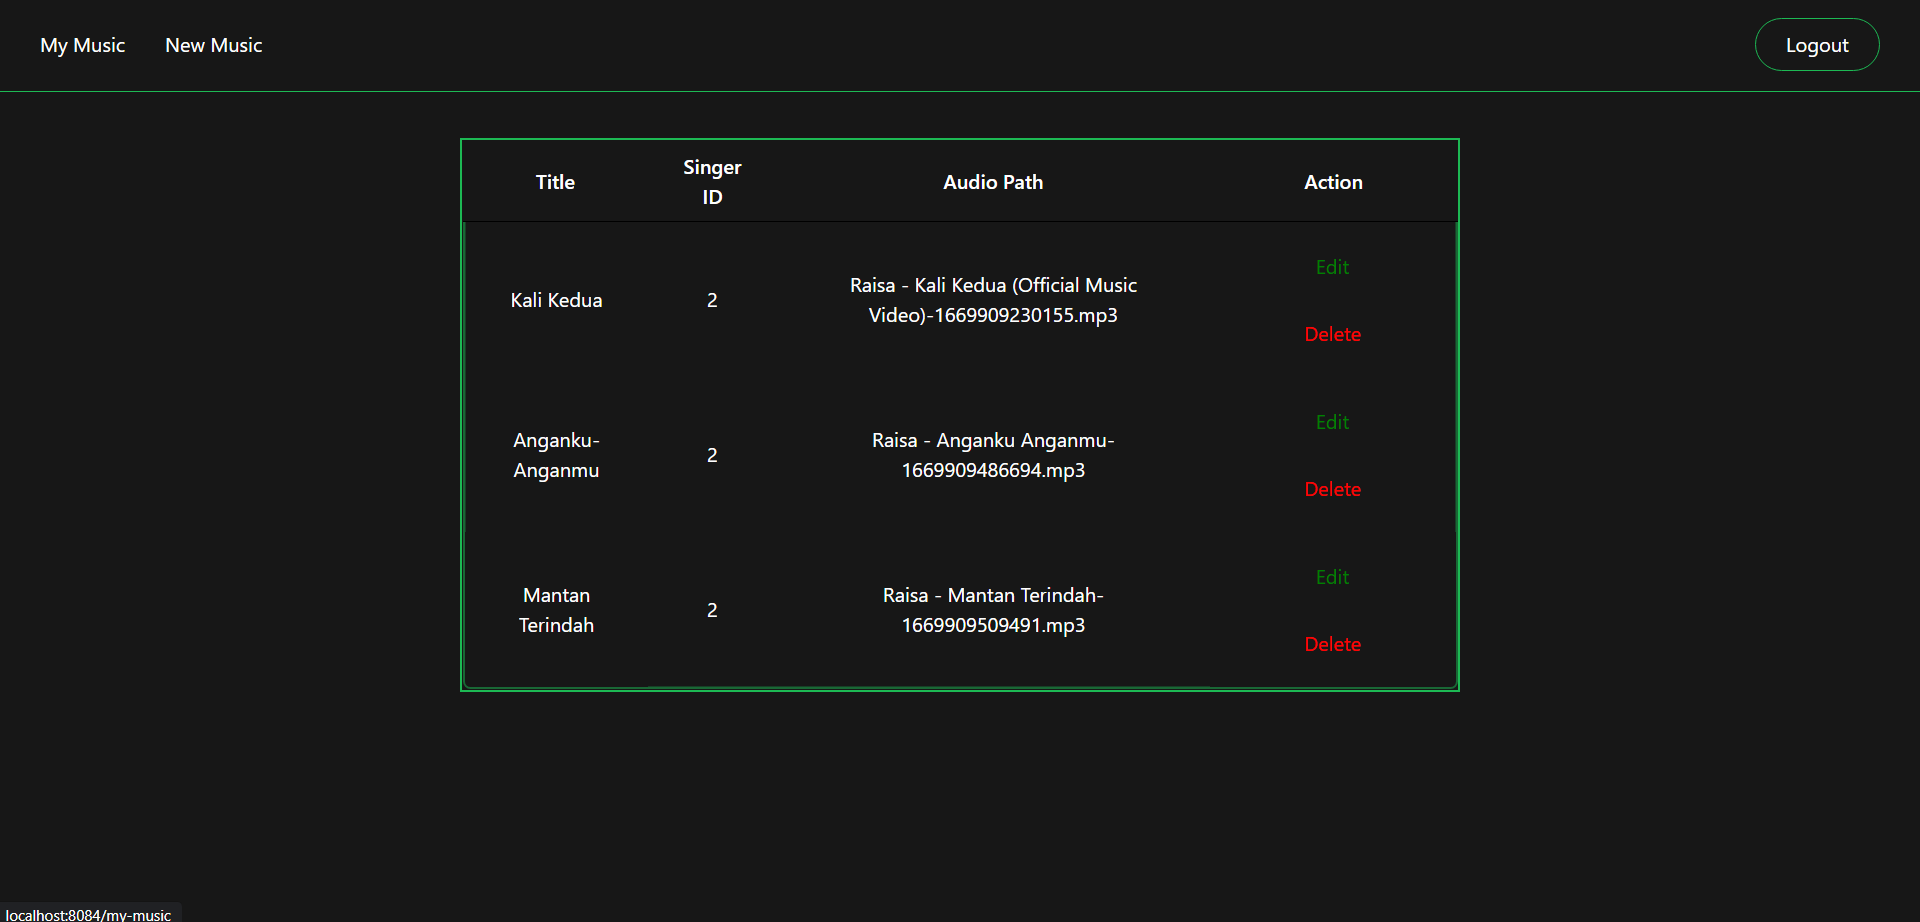 My Music
New Music
Logout
Title
Singer
ID
Audio Path
Action
Kali Kedua
2
Raisa - Kali Kedua (Official Music
Video)-1669909230155.mp3
Edit
Delete
Anganku-
Anganmu
2
Raisa - Anganku Anganmu-
1669909486694.mp3
Edit
Delete
Mantan
Terindah
2
Raisa - Mantan Terindah-
1669909509491.mp3
Edit
Delete
localhost:8084/my-music